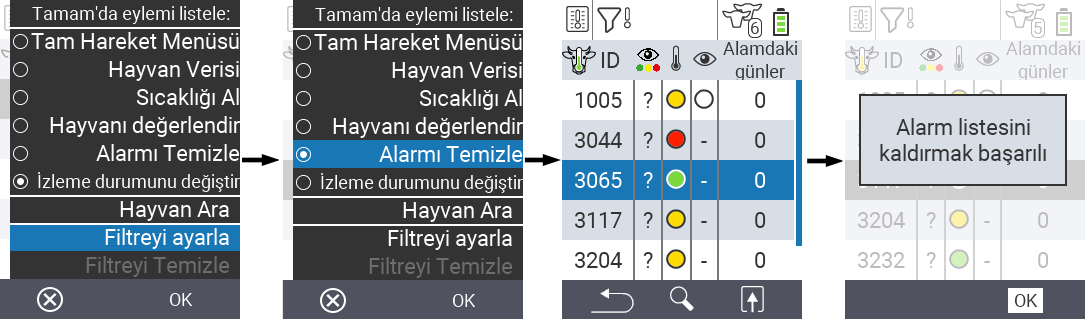 Tamam'da eylemi listele:
Tam Hareket Menüsü
Hayvan Verisi
Sıcaklığı Al
Hayvanı değerlendir
Alarmı Temizle
İzleme durumunu değiştir
Hayvan Ara
Filtreyi ayarla
Filtreyi Temizle
OK
Tamam'da eylemi listele:
Tam Hareket Menüsü
Hayvan Verisi
Sıcaklığı Al
Hayvanı değerlendir
Alarmı Temizle
İzleme durumunu değiştir
Hayvan Ara
Filtreyi ayarla
Filtreyi Temizle
OK
6
ID Alamdaki
günler
1005 ? 0
3044 ? - 0
3065 ? - 0
3117 ? - 0
3204 ? - 0
5
ID Alamdaki
günler
Alarm listesini
kaldırmak başarılı
3204 ? - 0
3232 ? - 0
OK